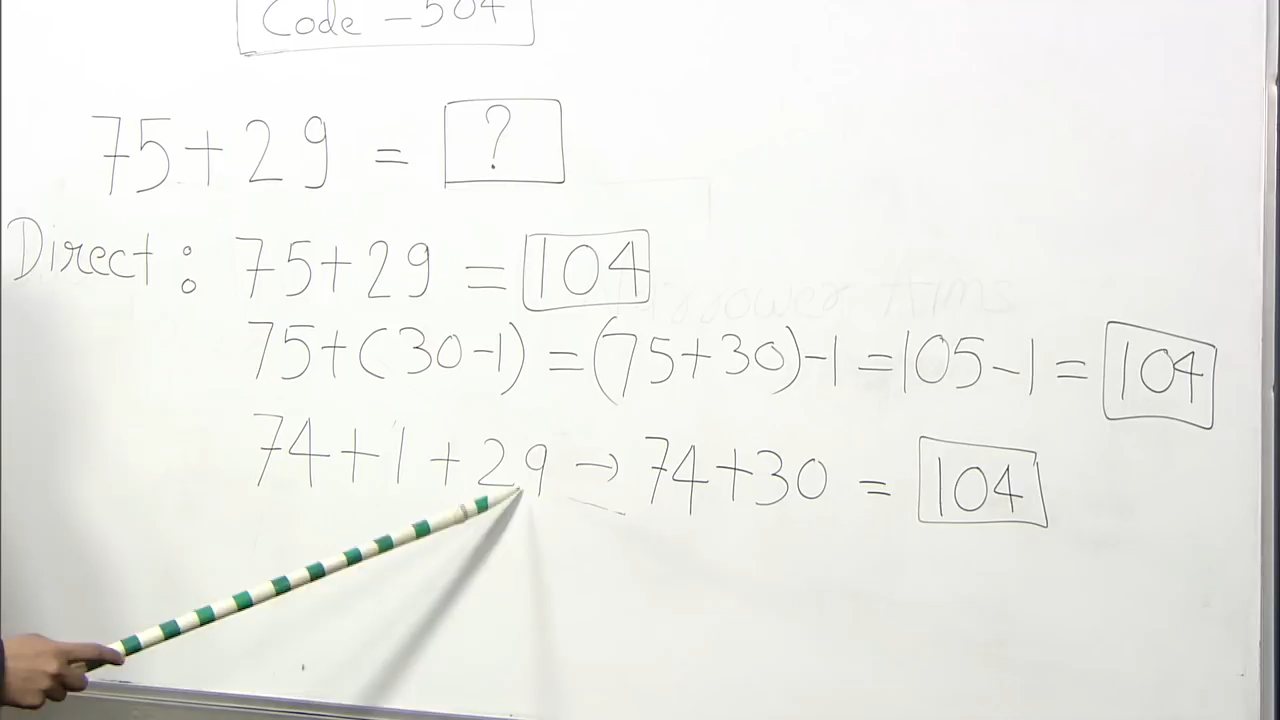 Code - 504
75 + 29 = ?
Direct : 75 + 29 = 104
75 + (30 - 1) = (75 + 30) - 1 = 105 - 1 = 104
74 + 1 + 29 → 74 + 30 = 104